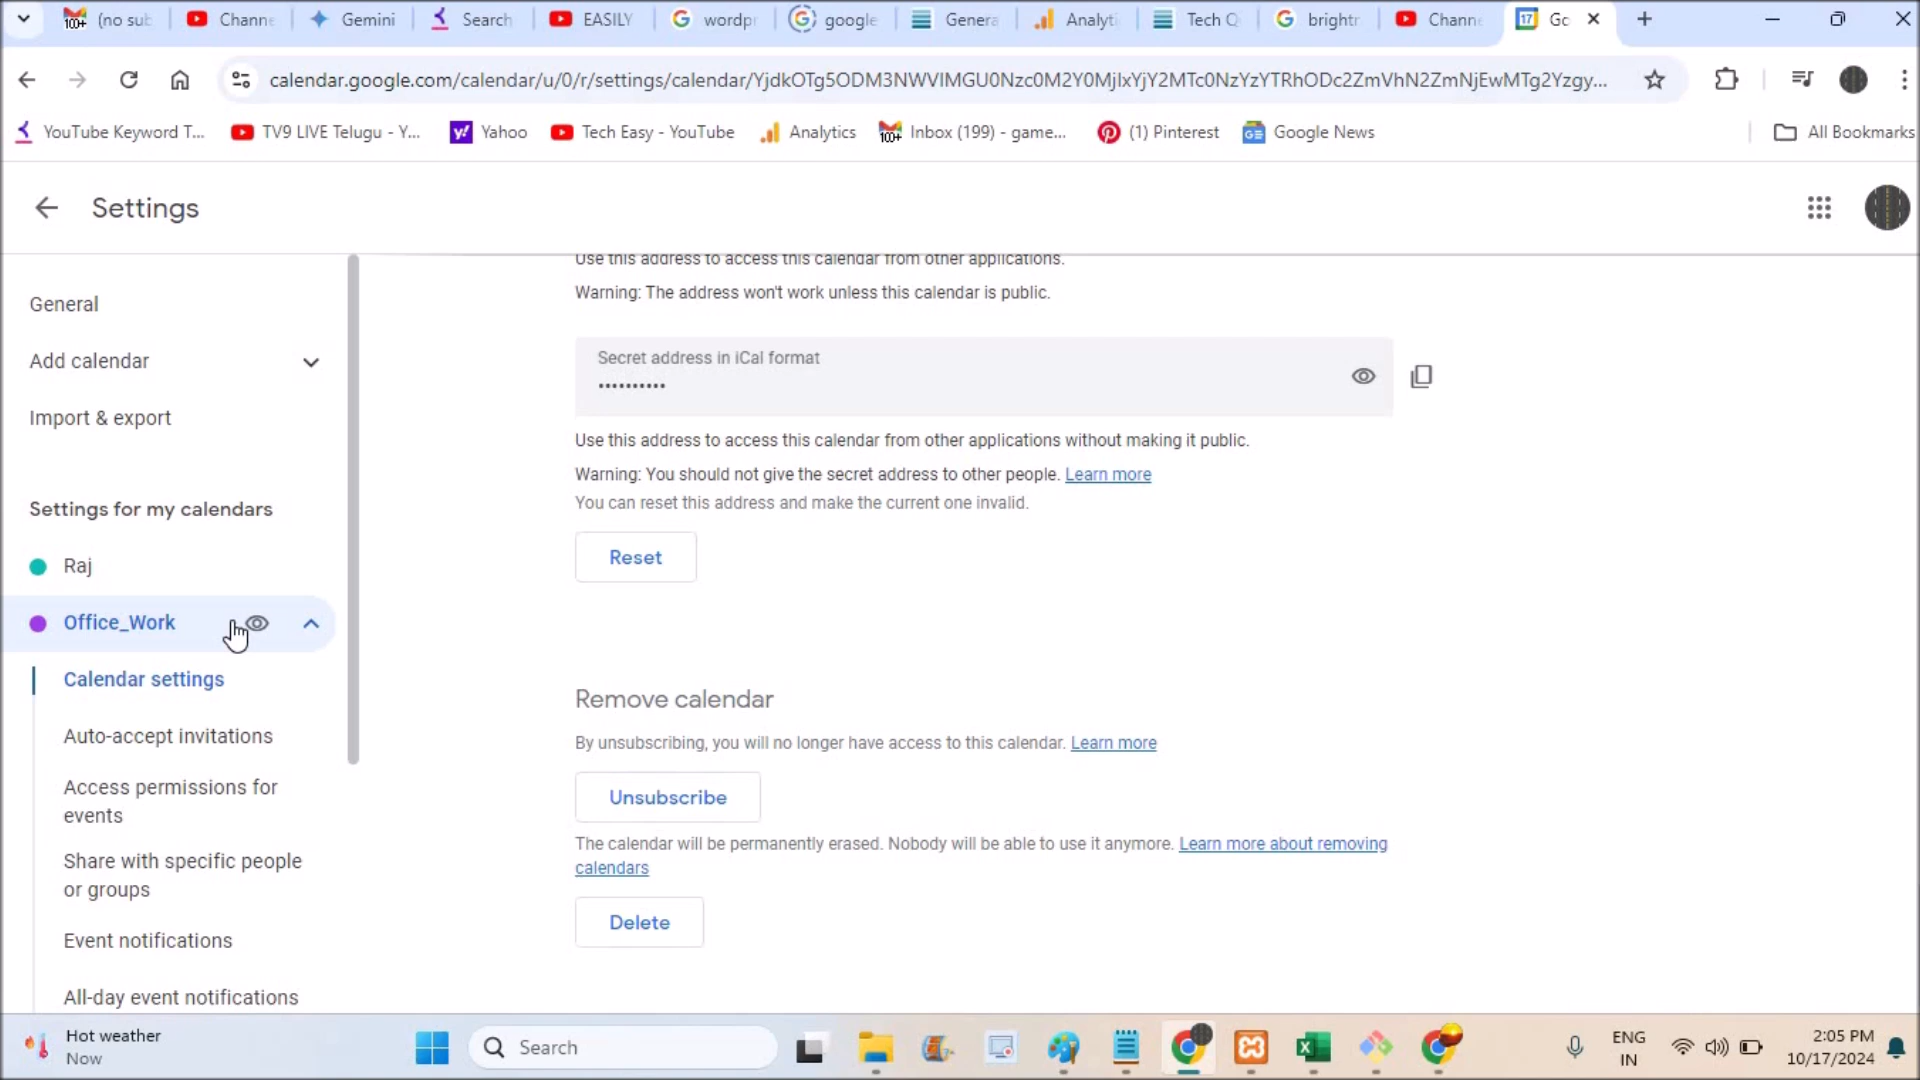 (no sub
Channe
Gemini
Search
EASILY
wordpr
google
Genera
Analyti
Tech Q
brightr
Channe
17
Go
calendar.google.com/calendar/u/0/r/settings/calendar/YjdkOTg5ODM3NWVlMGU0Nzc0M2Y0MjIxYjY2MTc0NzYzYTRhODc2ZmVhN2ZmNjEwMTg2Yzgy...
YouTube Keyword T...
TV9 LIVE Telugu - Y...
Yahoo
Tech Easy - YouTube
Analytics
Inbox (199) - game...
(1) Pinterest
Google News
All Bookmarks
Settings
General
Add calendar
Import & export
Settings for my calendars
Raj
Office_Work
Calendar settings
Auto-accept invitations
Access permissions for
events
Share with specific people
or groups
Event notifications
All-day event notifications
Use this address to access this calendar from other applications.
Warning: The address won't work unless this calendar is public.
Secret address in iCal format
••••••••••
Use this address to access this calendar from other applications without making it public.
Warning: You should not give the secret address to other people. Learn more
You can reset this address and make the current one invalid.
Reset
Remove calendar
By unsubscribing, you will no longer have access to this calendar. Learn more
Unsubscribe
The calendar will be permanently erased. Nobody will be able to use it anymore. Learn more about removing
calendars
Delete
Hot weather
Now
Search
ENG
IN
2:05 PM
10/17/2024